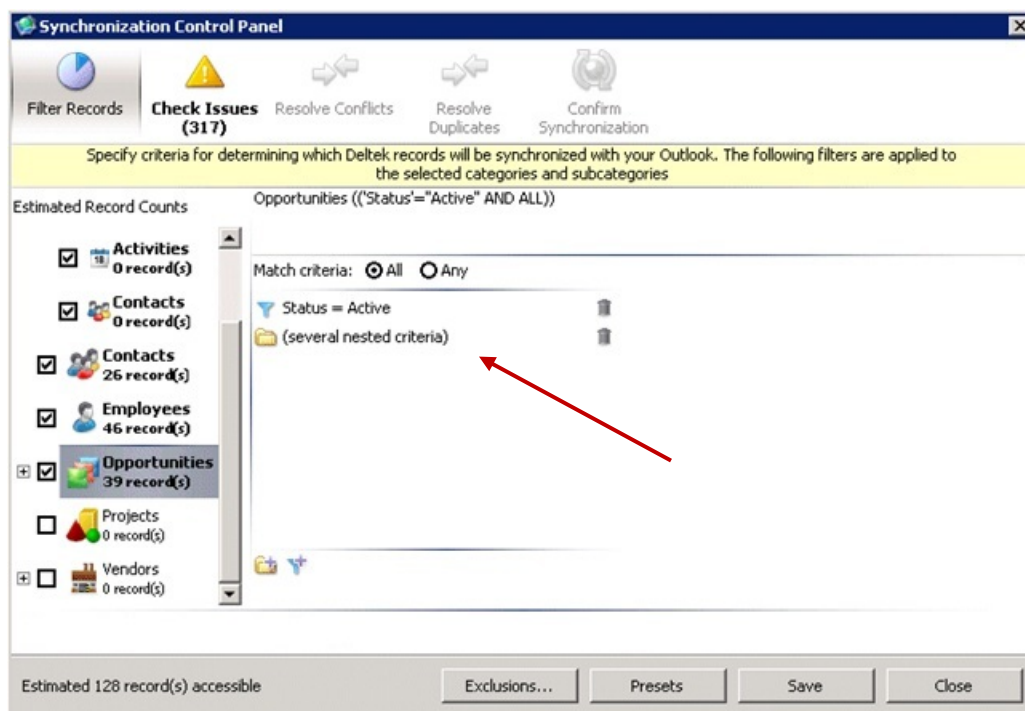 Synchronization Control Panel
Filter Records
Check Issues
(317)
Resolve Conflicts
Resolve
Duplicates
Confirm
Synchronization
Specify criteria for determining which Deltek records will be synchronized with your Outlook. The following filters are applied to
the selected categories and subcategories
Estimated Record Counts
Opportunities (('Status'="Active" AND ALL))
Activities
0 record(s)
Contacts
0 record(s)
Contacts
26 record(s)
Employees
46 record(s)
Opportunities
39 record(s)
Projects
0 record(s)
Vendors
0 record(s)
Match criteria: All Any
Status = Active
(several nested criteria)
Estimated 128 record(s) accessible
Exclusions...
Presets
Save
Close